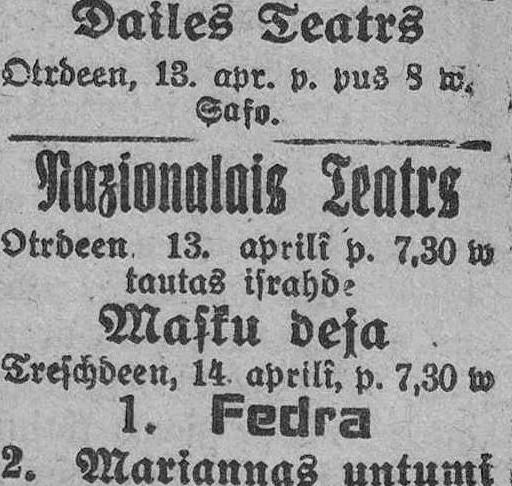 Dailes Teatrs
Otrdeen, 13. apr. p. pus 8 w.
Safo.
Nazionalais Teatrs
Otrdeen, 13. aprilî p. 7,30 w
tautas israhde
Masku deja
Treschdeen, 14. aprilî, p. 7,30 w
1. Fedra
2. Mariannas untumi